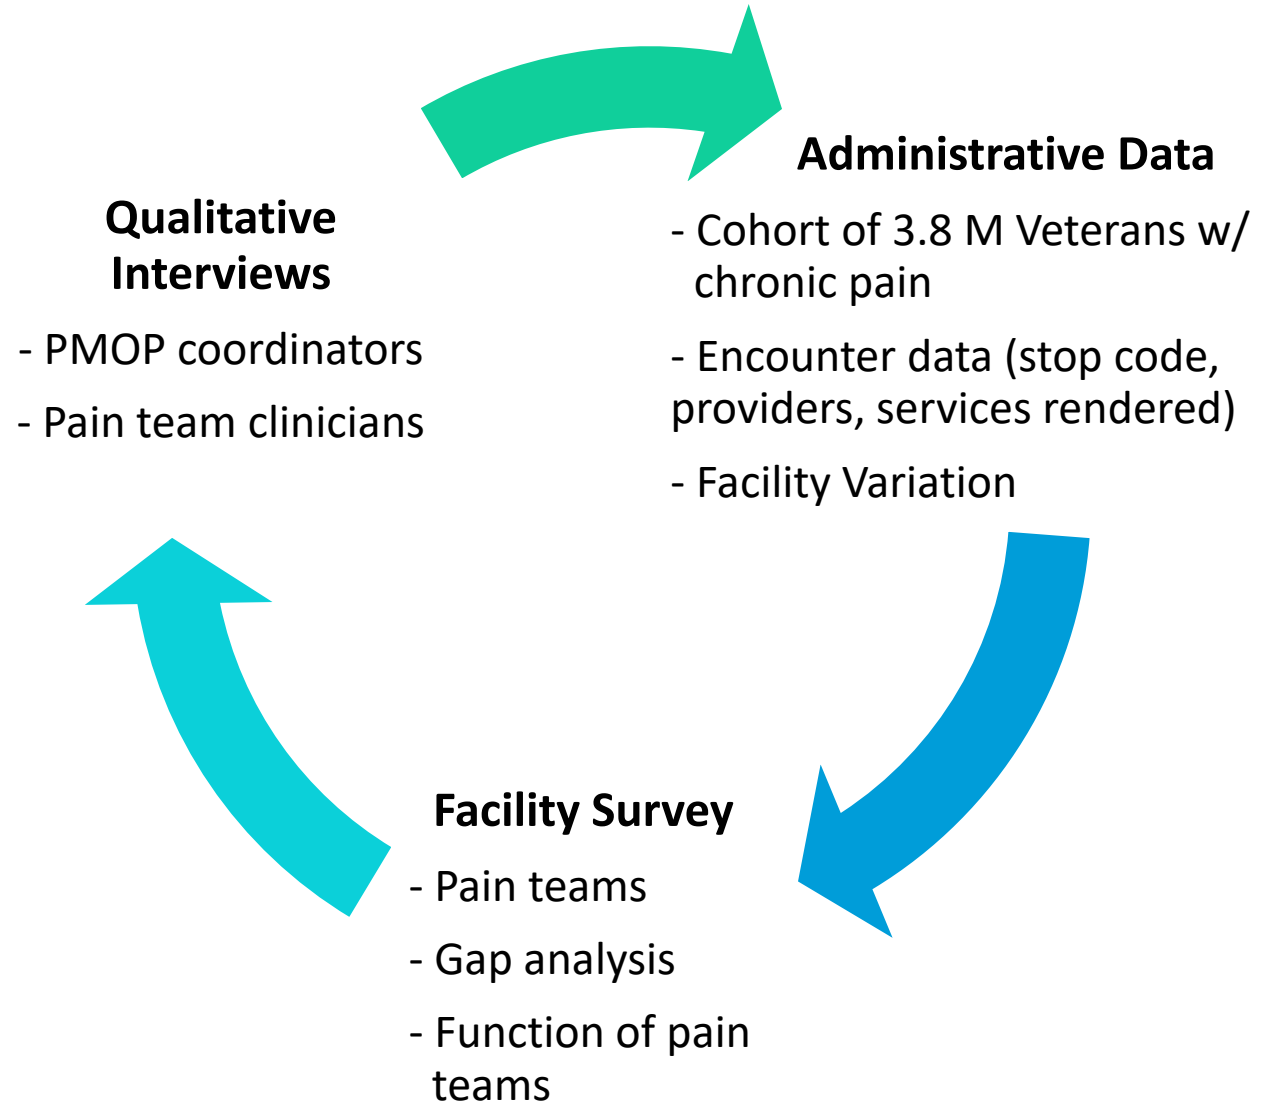 Qualitative
Interviews
- PMOP coordinators
- Pain team clinicians
Administrative Data
- Cohort of 3.8 M Veterans w/
chronic pain
- Encounter data (stop code,
providers, services rendered)
- Facility Variation
Facility Survey
- Pain teams
- Gap analysis
- Function of pain
teams